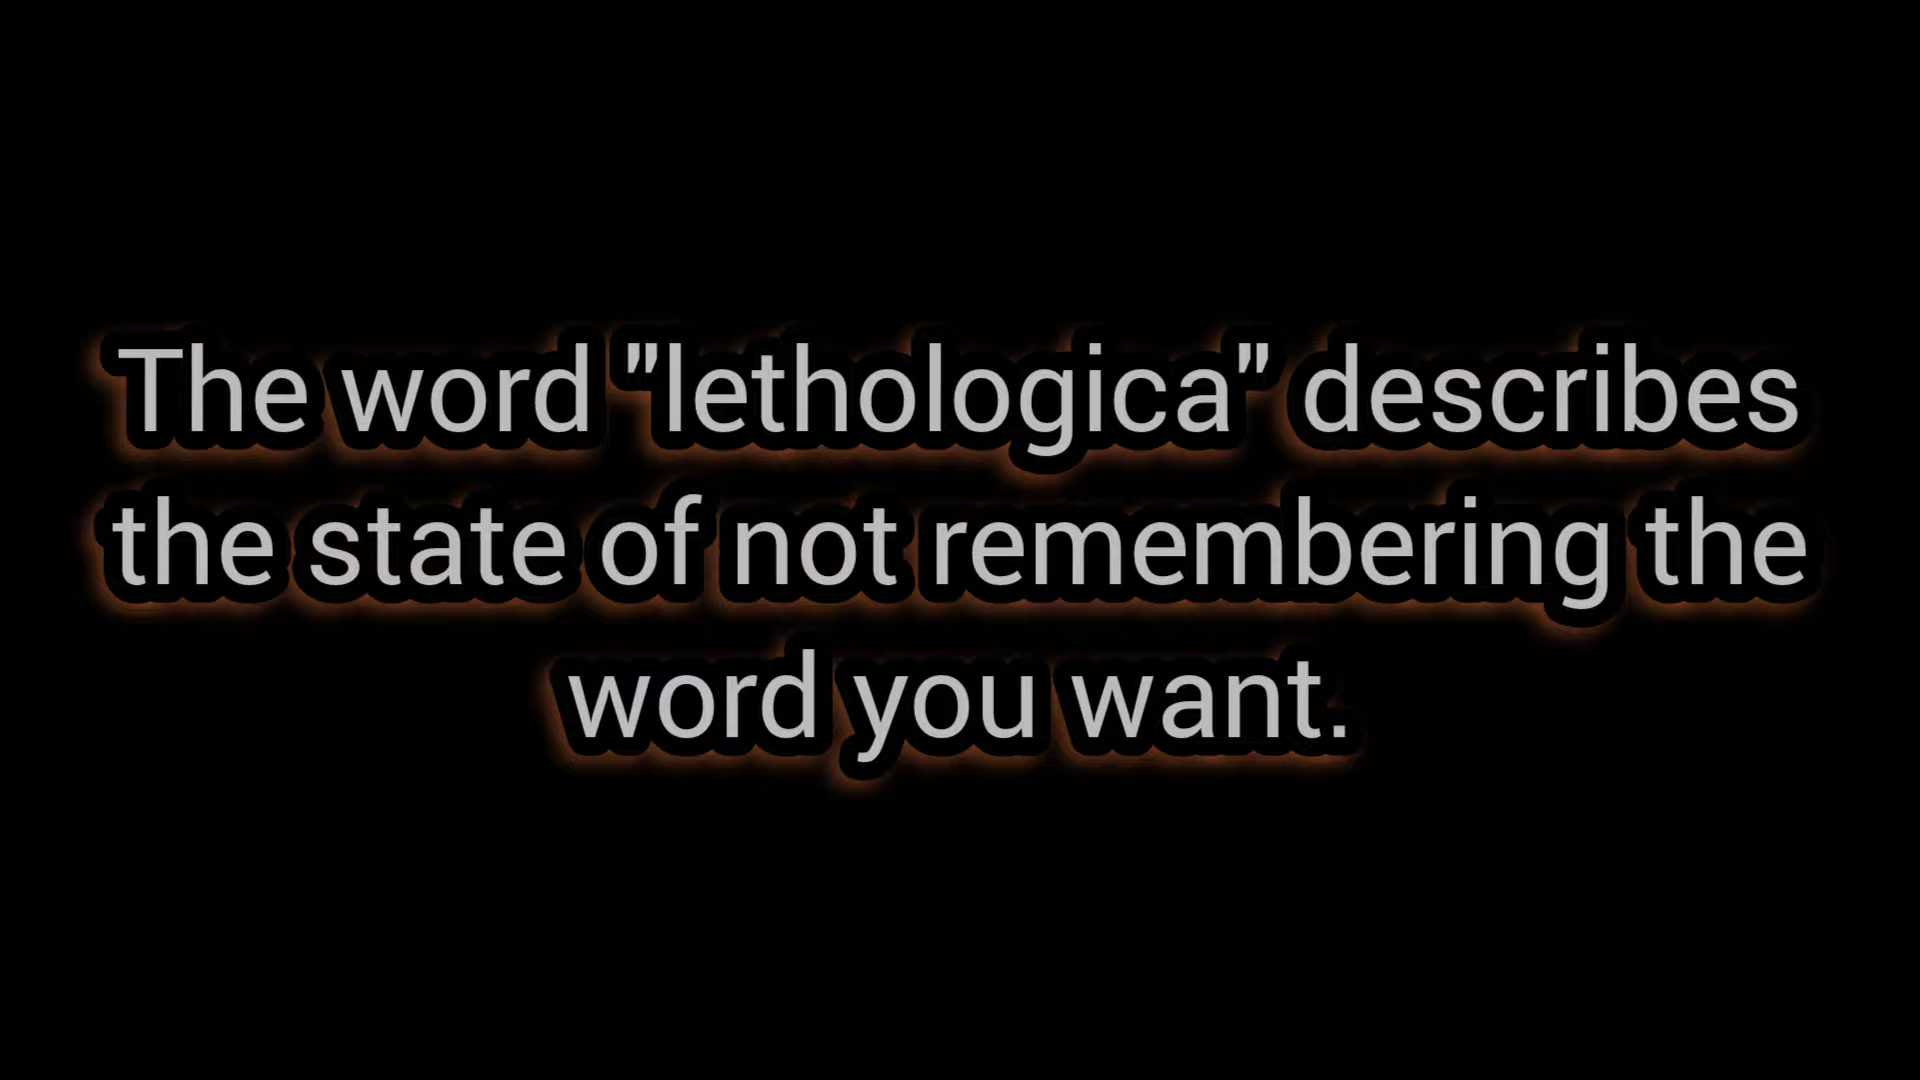 The word "lethologica" describes
the state of not remembering the
word you want.